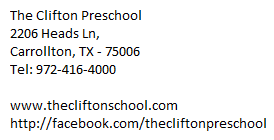 The Clifton Preschool
2206 Heads Ln,
Carrollton, TX - 75006
Tel: 972-416-4000
www.thecliftonschool.com
http://facebook.com/thecliftonpreschool